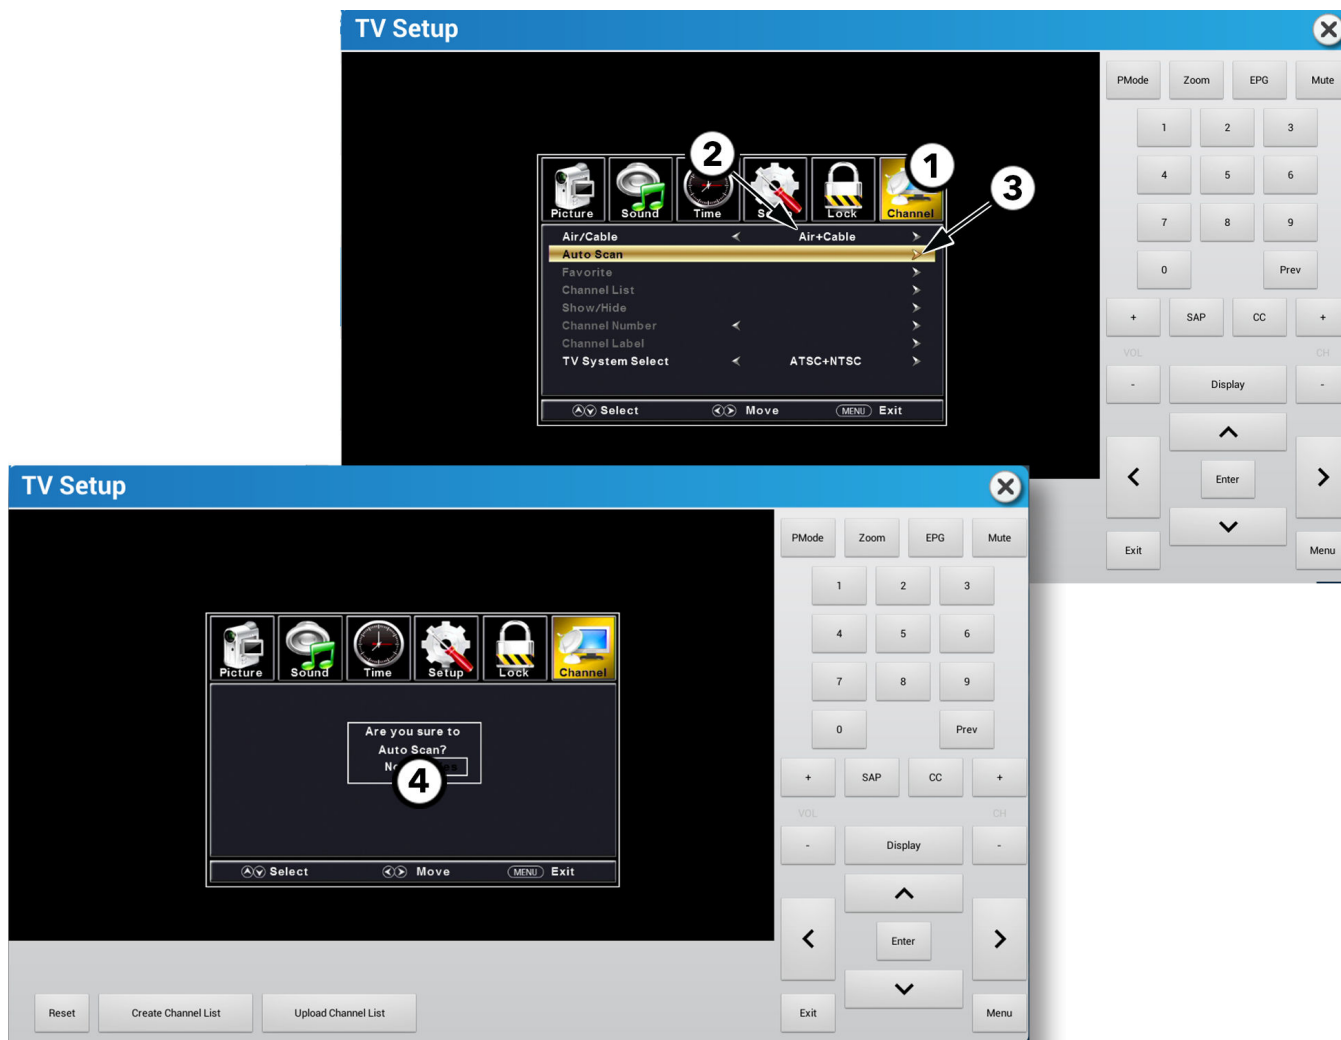 TV Setup
PMode Zoom EPG Mute
1 2 3
4 5 6
7 8 9
0 Prev
+ SAP CC +
VOL CH
- Display -
Enter
Exit Menu
2 1 3
Picture Sound Time Lock Channel
Air/Cable Air+Cable
Auto Scan
Favorite
Channel List
Show/Hide
Channel Number
Channel Label
TV System Select ATSC+NTSC
Select Move MENU Exit
TV Setup
PMode Zoom EPG Mute
1 2 3
4 5 6
7 8 9
0 Prev
+ SAP CC +
VOL CH
- Display -
Enter
Exit Menu
Picture Sound Time Setup Lock Channel
Are you sure to
Auto Scan?
4
Select Move MENU Exit
Reset Create Channel List Upload Channel List